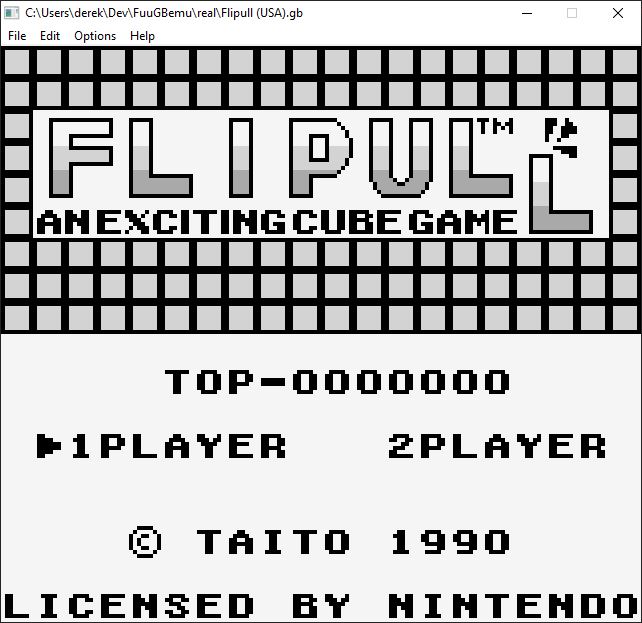 C:\Users\derek\Dev\FuuGBemu\real\Flipull (USA).gb
File Edit Options Help
FLIPULL™
AN EXCITING CUBE GAME
TOP-0000000
1PLAYER 2PLAYER
© TAITO 1990
LICENSED BY NINTENDO